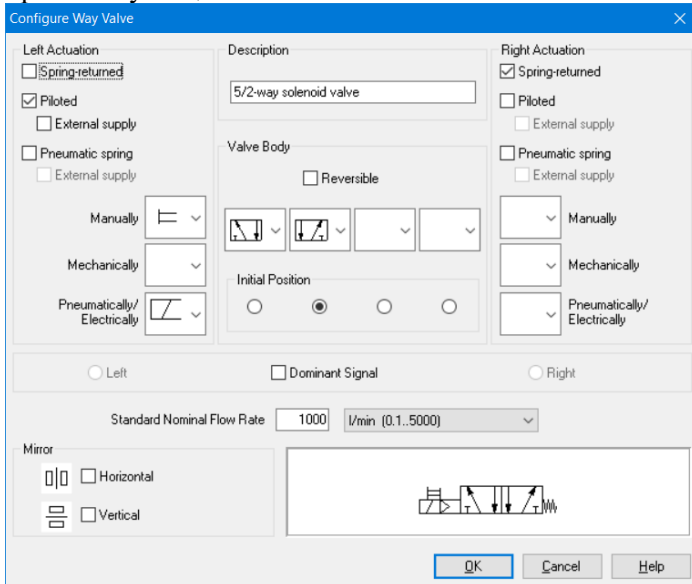 Configure Way Valve
Left Actuation
Spring-returned
Piloted
External supply
Pneumatic spring
External supply
Manually
Mechanically
Pneumatically/
Electrically
Description
5/2-way solenoid valve
Valve Body
Reversible
Initial Position
Right Actuation
Spring-returned
Piloted
External supply
Pneumatic spring
External supply
Manually
Mechanically
Pneumatically/
Electrically
Left
Dominant Signal
Right
Standard Nominal Flow Rate 1000 l/min (0.1..5000)
Mirror
Horizontal
Vertical
OK Cancel Help